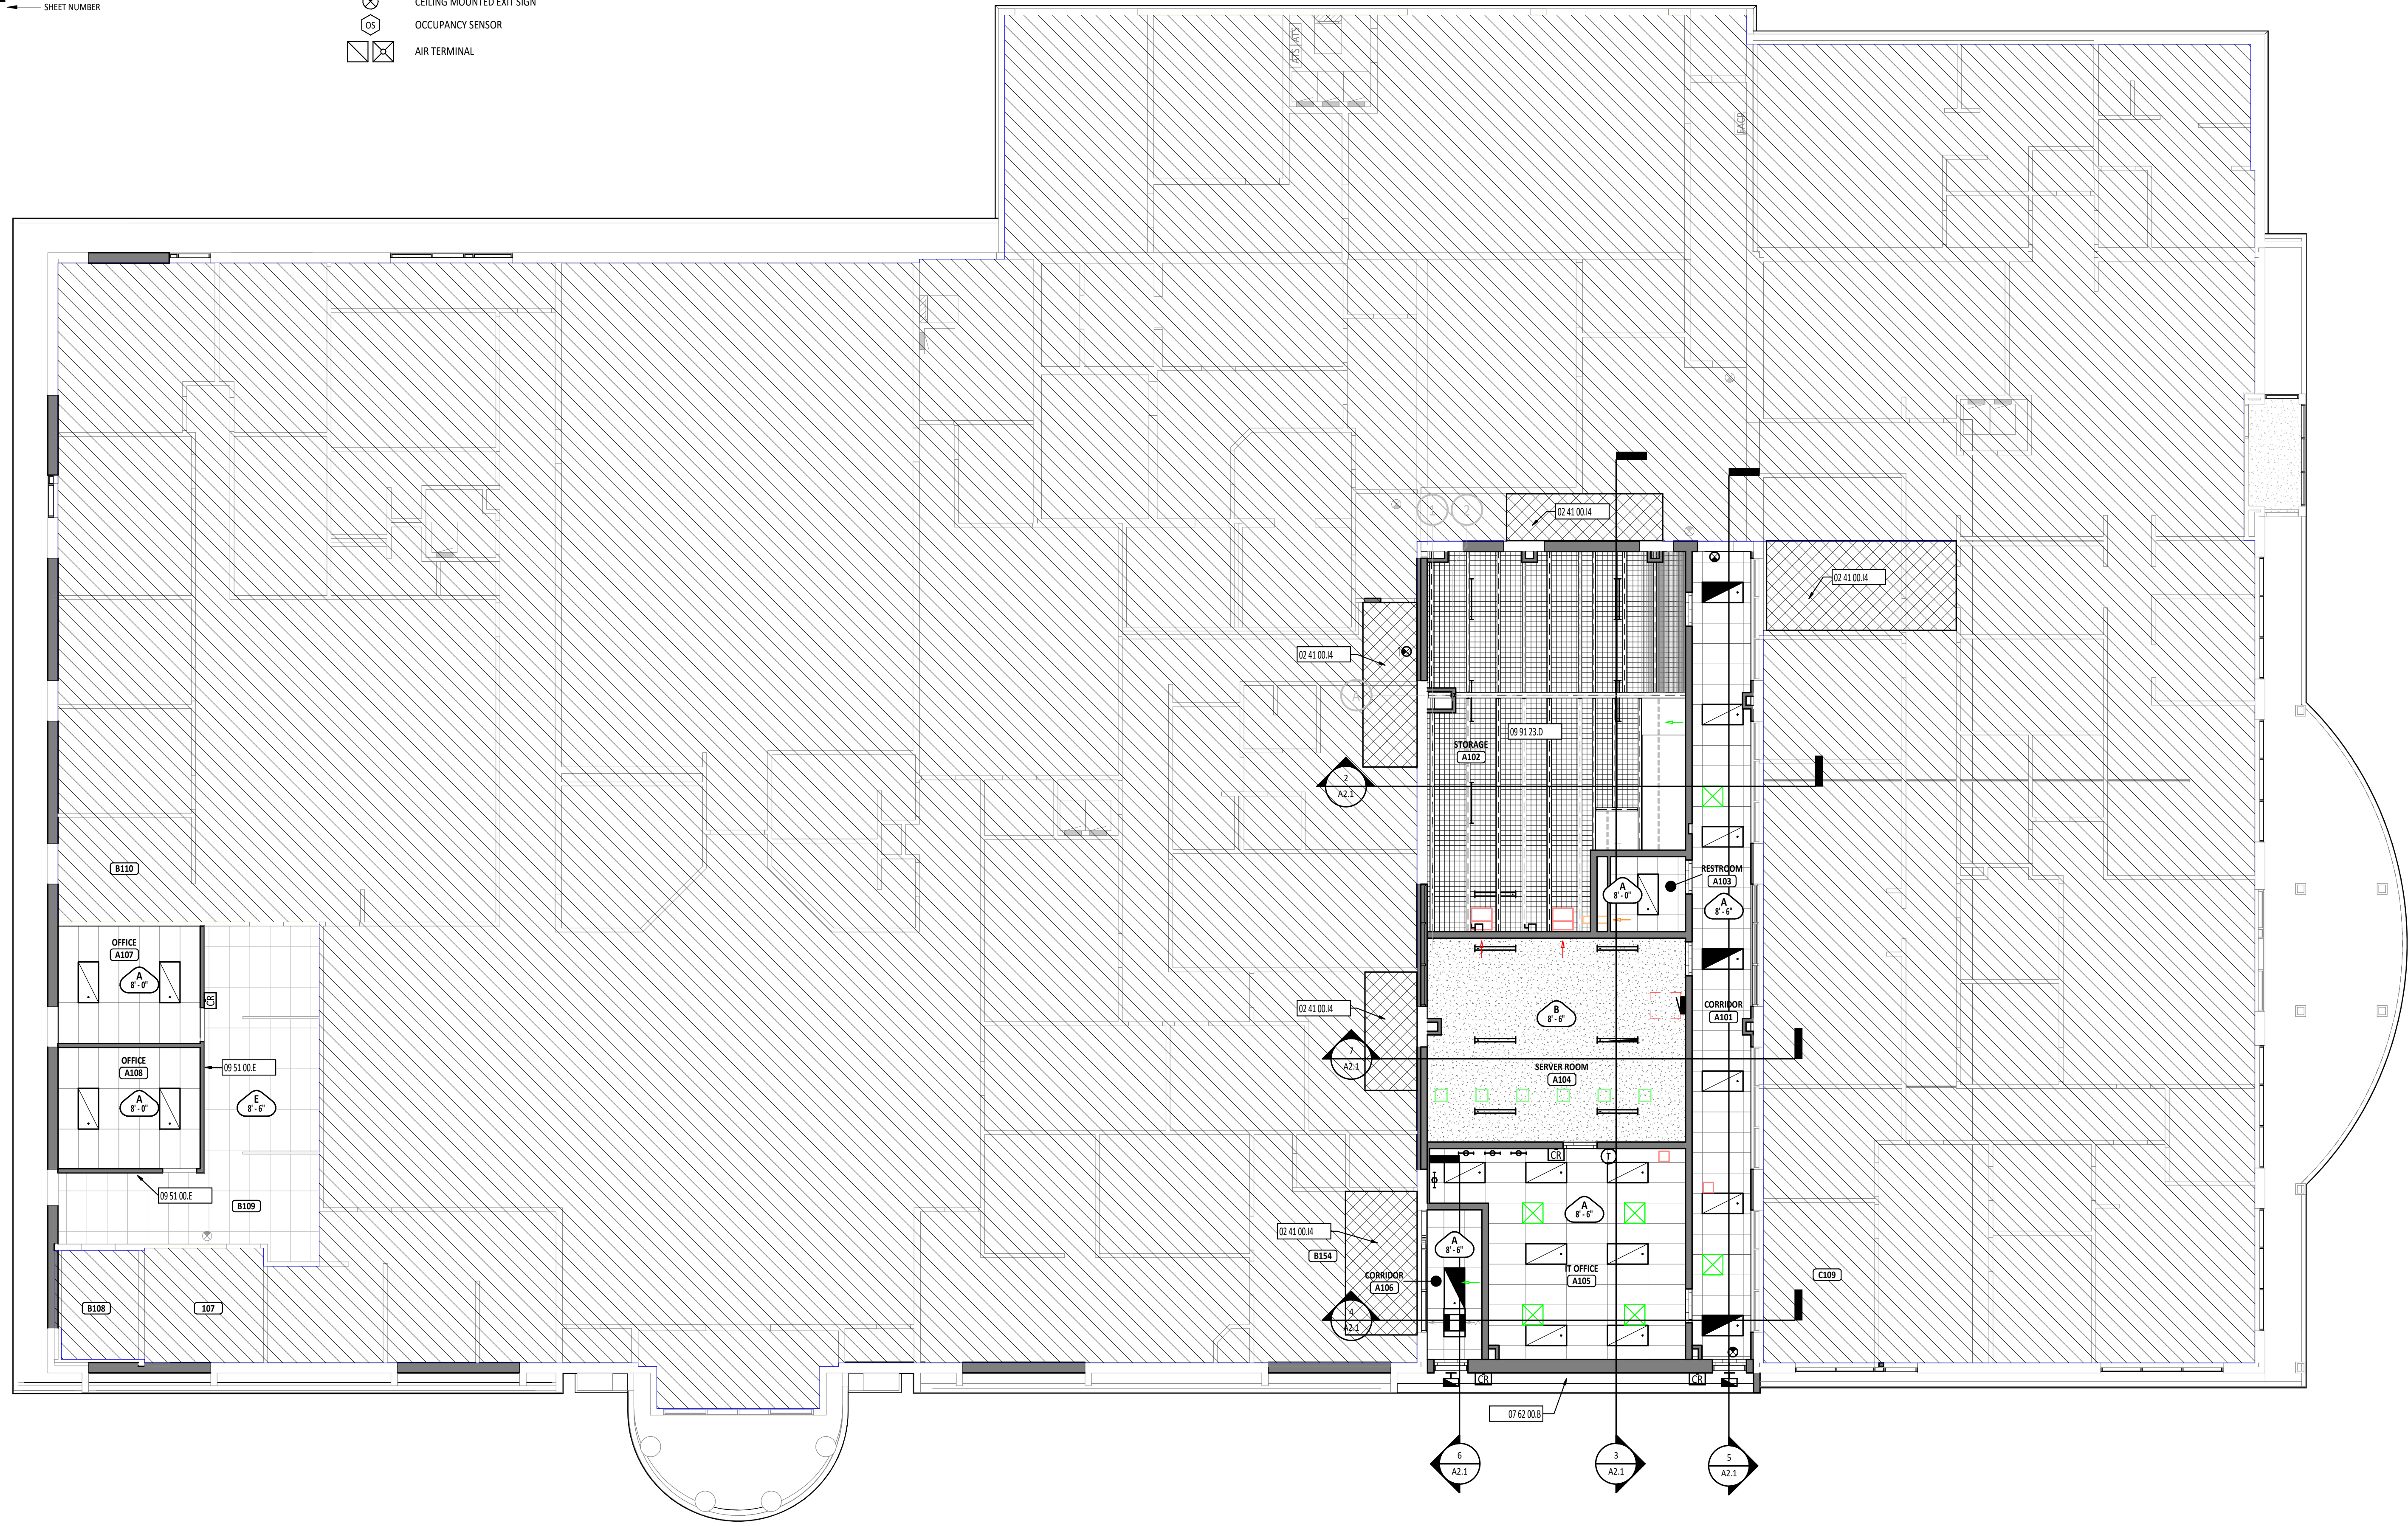 SHEET NUMBER
CEILING MOUNTED EXIT SIGN
OS
OCCUPANCY SENSOR
AIR TERMINAL
ATS
ATS
FACP
1
2
02 41 00.I4
02 41 00.I4
02 41 00.I4
A
09 91 23.D
STORAGE
A102
2
A2.1
B110
RESTROOM
A103
A
8' - 0"
A
8' - 6"
OFFICE
A107
A
8' - 0"
CR
02 41 00.I4
B
8' - 6"
CORRIDOR
A101
7
A2.1
OFFICE
A108
09 51 00.E
SERVER ROOM
A104
A
8' - 0"
E
8' - 6"
CR
T
09 51 00.E
B109
A
8' - 6"
02 41 00.I4
B154
A
8' - 6"
CORRIDOR
A106
IT OFFICE
A105
C109
B108
107
4
A2.1
CR
CR
07 62 00.B
6
A2.1
3
A2.1
5
A2.1